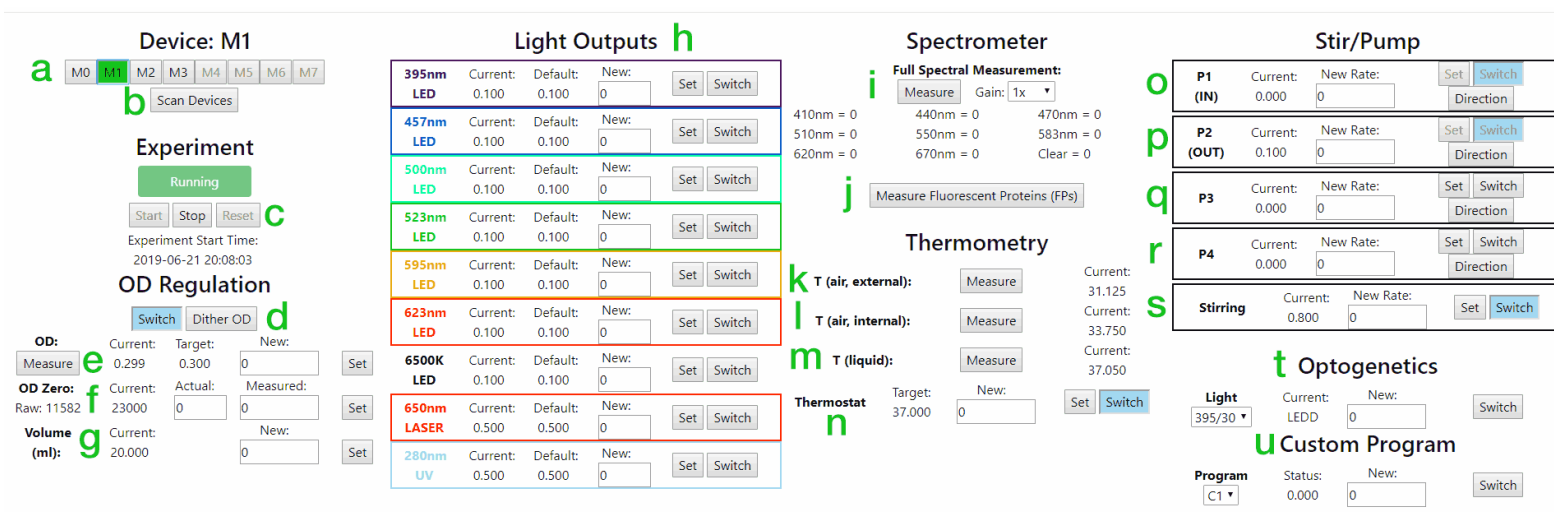 Device: M1
a M0 M1 M2 M3 M4 M5 M6 M7
b Scan Devices
Experiment
Running
Start Stop Reset c
Experiment Start Time:
2019-06-21 20:08:03
OD Regulation
Switch Dither OD d
OD: Current: Target: New:
Measure e 0.299 0.300 0 Set
OD Zero: Current: Actual: Measured:
Raw: 11582 f 23000 0 0 Set
Volume Current: New:
(ml): g 20.000 0 Set
Light Outputs h
395nm Current: Default: New:
LED 0.100 0.100 0 Set Switch
457nm Current: Default: New:
LED 0.100 0.100 0 Set Switch
500nm Current: Default: New:
LED 0.100 0.100 0 Set Switch
523nm Current: Default: New:
LED 0.100 0.100 0 Set Switch
595nm Current: Default: New:
LED 0.100 0.100 0 Set Switch
623nm Current: Default: New:
LED 0.100 0.100 0 Set Switch
6500K Current: Default: New:
LED 0.100 0.100 0 Set Switch
650nm Current: Default: New:
LASER 0.500 0.500 0 Set Switch
280nm Current: Default: New:
UV 0.500 0.500 0 Set Switch
Spectrometer
Full Spectral Measurement:
i Measure Gain: 1x
410nm = 0 440nm = 0 470nm = 0
510nm = 0 550nm = 0 583nm = 0
620nm = 0 670nm = 0 Clear = 0
j Measure Fluorescent Proteins (FPs)
Thermometry
k T (air, external): Measure Current:
31.125
l T (air, internal): Measure Current:
33.750
m T (liquid): Measure Current:
37.050
Thermostat Target: New:
n 37.000 0 Set Switch
Stir/Pump
o P1 Current: New Rate: Set Switch
(IN) 0.000 0 Direction
p P2 Current: New Rate: Set Switch
(OUT) 0.100 0 Direction
q P3 Current: New Rate: Set Switch
0.000 0 Direction
r P4 Current: New Rate: Set Switch
0.000 0 Direction
s Stirring Current: New Rate: Set Switch
0.800 0
t Optogenetics
Light Current: New:
395/30 LEDD 0 Switch
u Custom Program
Program Status: New:
C1 0.000 0 Switch